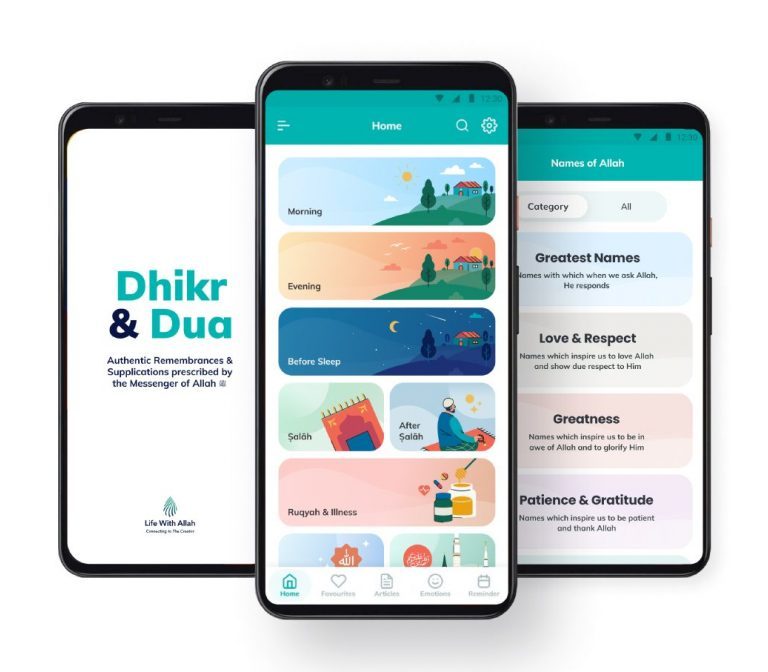 Dhikr
& Dua
Authentic Remembrances &
Supplications prescribed by
the Messenger of Allah ﷺ
Life With Allah
Connecting to The Creator
12:30
Home
Morning
Evening
Before Sleep
Ṣalāh
After
Ṣalāh
Ruqyah & Illness
الله
Home
Favourites
Articles
Emotions
Reminder
Names of Allah
Category
All
Greatest Names
Names with which when we ask Allah,
He responds
Love & Respect
Names which inspire us to love Allah
and show due respect to Him
Greatness
Names which inspire us to be in
awe of Allah and to glorify Him
Patience & Gratitude
Names which inspire us to be patient
and thank Allah